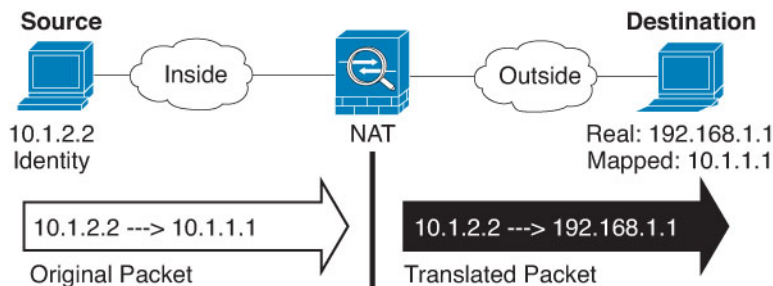 Source
Destination
Inside
Outside
10.1.2.2
Identity
NAT
Real: 192.168.1.1
Mapped: 10.1.1.1
10.1.2.2 ---> 10.1.1.1
10.1.2.2 ---> 192.168.1.1
Original Packet
Translated Packet